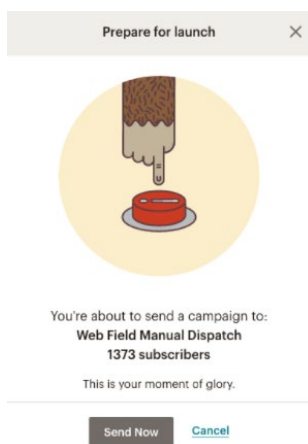 Prepare for launch
You're about to send a campaign to:
Web Field Manual Dispatch
1373 subscribers
This is your moment of glory.
Send Now Cancel